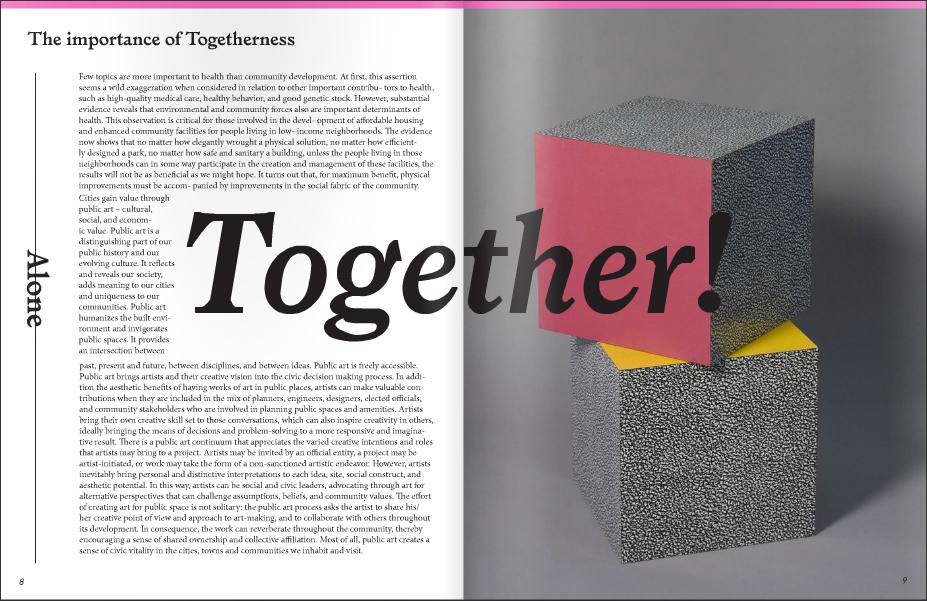 The importance of Togetherness
Few topics are more important to health than community development. At first, this assertion
seems a wild exaggeration when considered in relation to other important contribu- tors to health,
such as high-quality medical care, healthy behavior, and good genetic stock. However, substantial
evidence reveals that environmental and community forces also are important determinants of
health. This observation is critical for those involved in the devel- opment of affordable housing
and enhanced community facilities for people living in low- income neighborhoods. The evidence
now shows that no matter how elegantly wrought a physical solution, no matter how efficient-
ly designed a park, no matter how safe and sanitary a building, unless the people living in those
neighborhoods can in some way participate in the creation and management of these facilities, the
results will not be as beneficial as we might hope. It turns out that, for maximum benefit, physical
improvements must be accom- panied by improvements in the social fabric of the community.
Cities gain value through
public art – cultural,
social, and econom-
ic value. Public art is a
distinguishing part of our
public history and our
evolving culture. It reflects
and reveals our society,
adds meaning to our cities
and uniqueness to our
communities. Public art
humanizes the built envi-
ronment and invigorates
public spaces. It provides
an intersection between
past, present and future, between disciplines, and between ideas. Public art is freely accessible.
Public art brings artists and their creative vision into the civic decision making process. In addi-
tion the aesthetic benefits of having works of art in public places, artists can make valuable con-
tributions when they are included in the mix of planners, engineers, designers, elected officials,
and community stakeholders who are involved in planning public spaces and amenities. Artists
bring their own creative skill set to those conversations, which can also inspire creativity in others,
ideally bringing the means of decisions and problem-solving to a more responsive and imagina-
tive result. There is a public art continuum that appreciates the varied creative intentions and roles
that artists may bring to a project. Artists may be invited by an official entity, a project may be
artist-initiated, or work may take the form of a non-sanctioned artistic endeavor. However, artists
inevitably bring personal and distinctive interpretations to each idea, site, social construct, and
aesthetic potential. In this way, artists can be social and civic leaders, advocating through art for
alternative perspectives that can challenge assumptions, beliefs, and community values. The effort
of creating art for public space is not solitary: the public art process asks the artist to share his/
her creative point of view and approach to art-making, and to collaborate with others throughout
its development. In consequence, the work can reverberate throughout the community, thereby
encouraging a sense of shared ownership and collective affiliation. Most of all, public art creates a
sense of civic vitality in the cities, towns and communities we inhabit and visit.
Alone
Together!
8
9